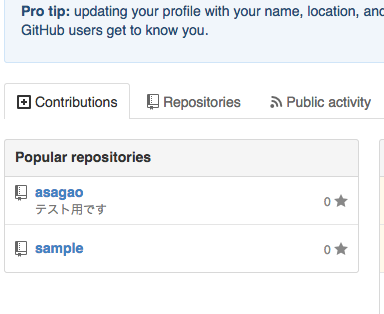 Pro tip: updating your profile with your name, location, and
GitHub users get to know you.
Contributions
Repositories
Public activity
Popular repositories
asagao
0
テスト用です
sample
0